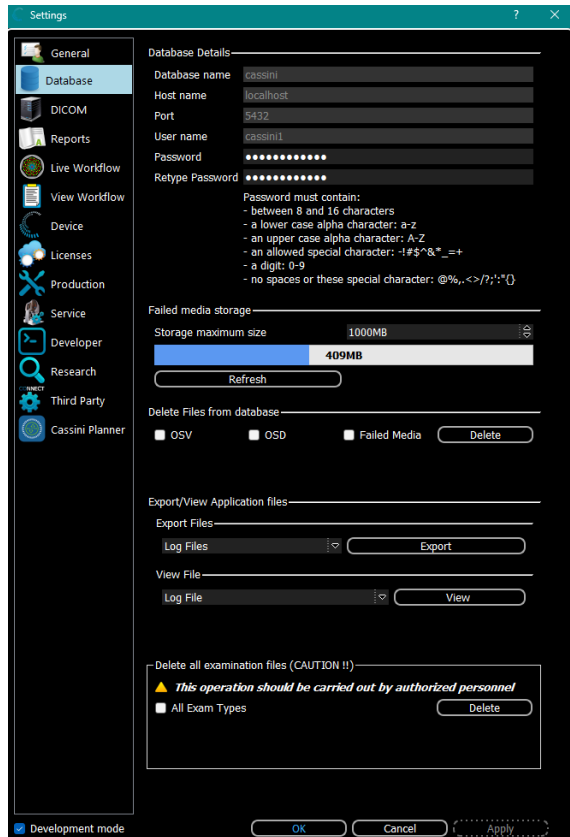 Settings
?
General
Database
DICOM
Reports
Live Workflow
View Workflow
Device
Licenses
Production
Service
Developer
Research
CONNECT
Third Party
Cassini Planner
Database Details
Database name cassini
Host name localhost
Port 5432
User name cassini1
Password ●●●●●●●●●●●●
Retype Password ●●●●●●●●●●●●
Password must contain:
- between 8 and 16 characters
- a lower case alpha character: a-z
- an upper case alpha character: A-Z
- an allowed special character: -!#$^&*_=+
- a digit: 0-9
- no spaces or these special character: @%,.<>/?;':"{}
Failed media storage
Storage maximum size 1000MB
409MB
Refresh
Delete Files from database
OSV OSD Failed Media Delete
Export/View Application files
Export Files
Log Files Export
View File
Log File View
Delete all examination files (CAUTION !!)
This operation should be carried out by authorized personnel
All Exam Types Delete
Development mode OK Cancel Apply